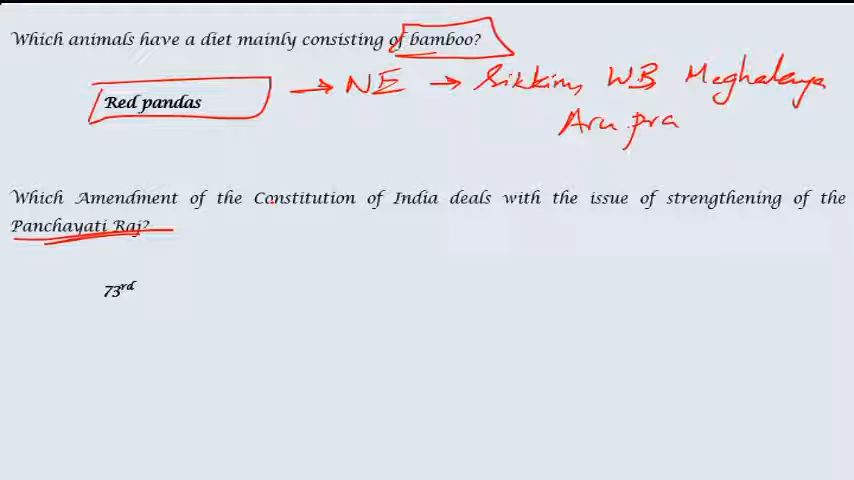 Which animals have a diet mainly consisting of bamboo?
Red pandas → NE → Sikkim, WB Meghalaya
Aru. pra
Which Amendment of the Constitution of India deals with the issue of strengthening of the
Panchayati Raj?
73rd